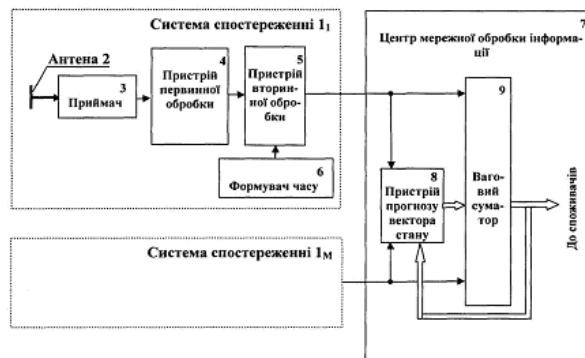 Система спостереженні 1₁
Антена 2
3
Приймач
4
Пристрій
первинної
обробки
5
Пристрій
вторин-
ної обро-
бки
6
Формувач часу
Система спостереженні 1М
7
Центр мережної обробки інформа-
ції
8
Пристрій
прогнозу
вектора
стану
9
Ваго-
вий
сума-
тор
До споживачів